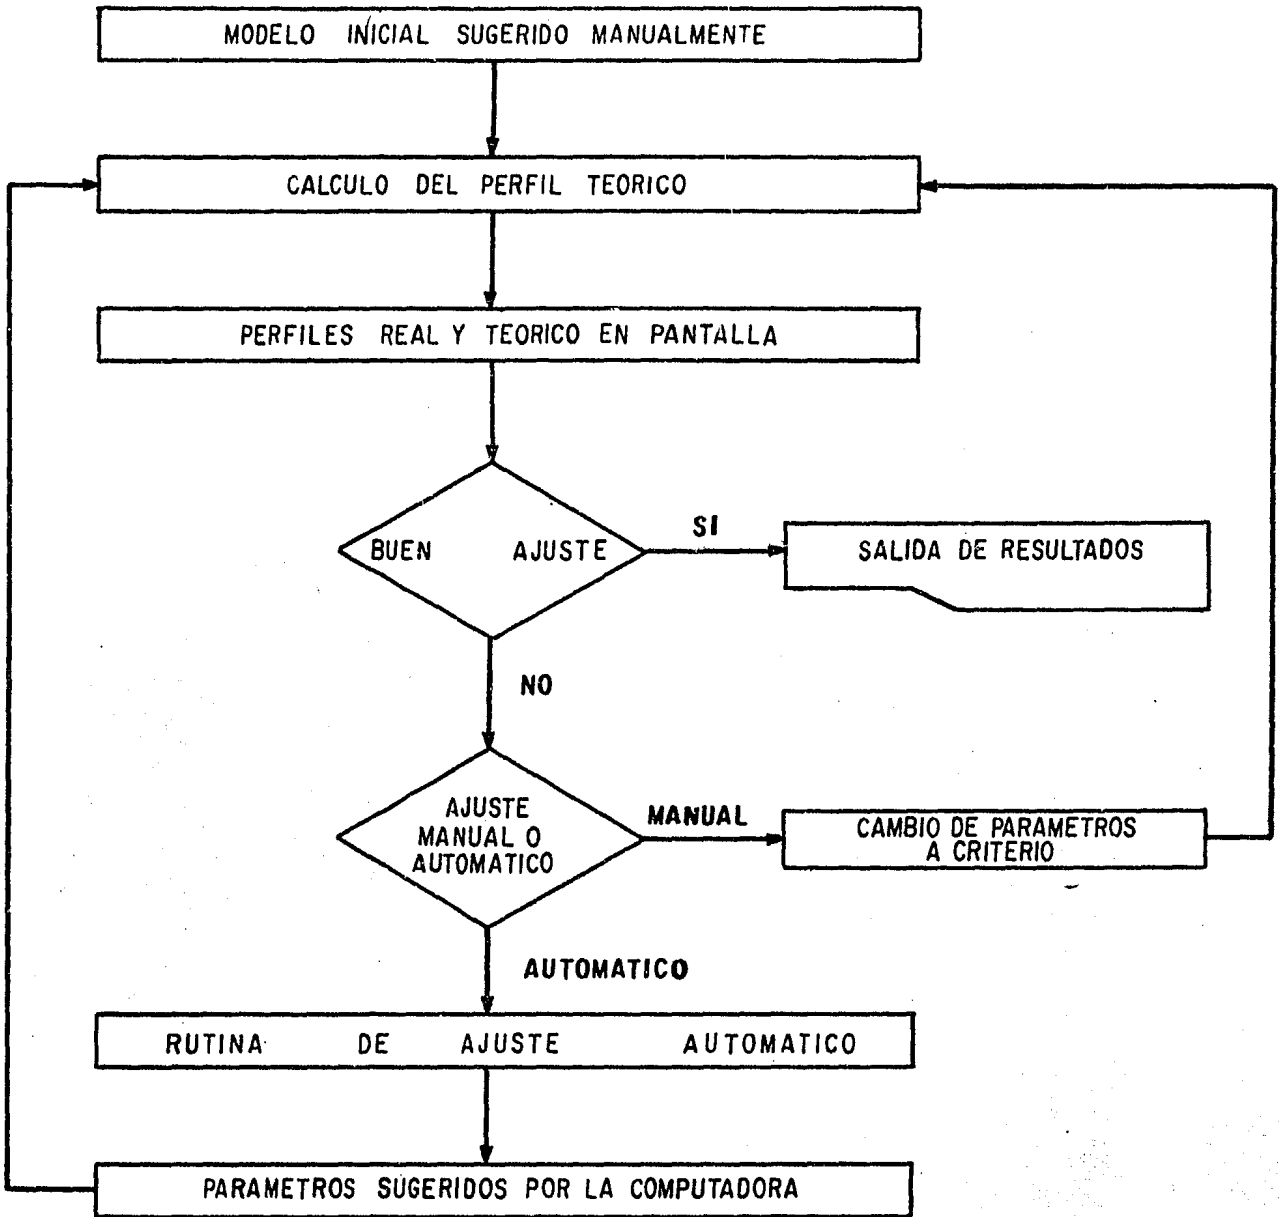 MODELO INICIAL SUGERIDO MANUALMENTE
CALCULO DEL PERFIL TEORICO
PERFILES REAL Y TEORICO EN PANTALLA
BUEN AJUSTE
SI
SALIDA DE RESULTADOS
NO
AJUSTE
MANUAL O
AUTOMATICO
MANUAL
CAMBIO DE PARAMETROS
A CRITERIO
AUTOMATICO
RUTINA DE AJUSTE AUTOMATICO
PARAMETROS SUGERIDOS POR LA COMPUTADORA